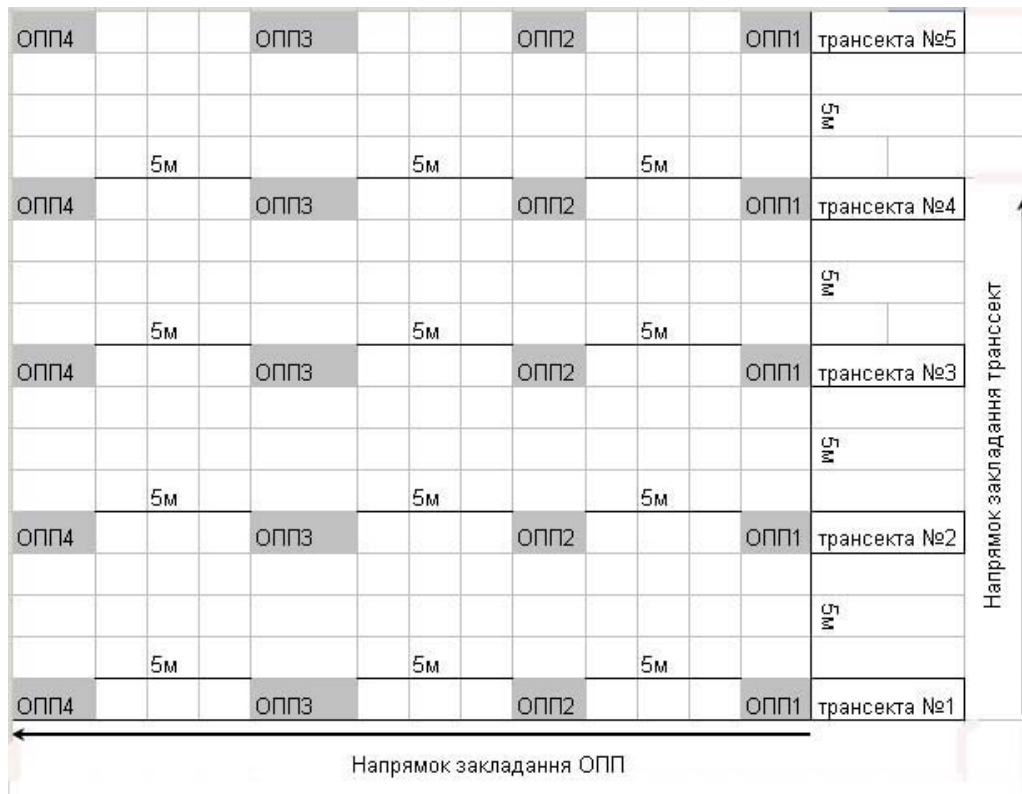 ОПП4 ОПП3 ОПП2 ОПП1 трансекта №5
5м
5м 5м 5м
ОПП4 ОПП3 ОПП2 ОПП1 трансекта №4
5м
5м 5м 5м
ОПП4 ОПП3 ОПП2 ОПП1 трансекта №3
5м
5м 5м 5м
ОПП4 ОПП3 ОПП2 ОПП1 трансекта №2
5м
5м 5м 5м
ОПП4 ОПП3 ОПП2 ОПП1 трансекта №1
Напрямок закладання ОПП
Напрямок закладання транссект